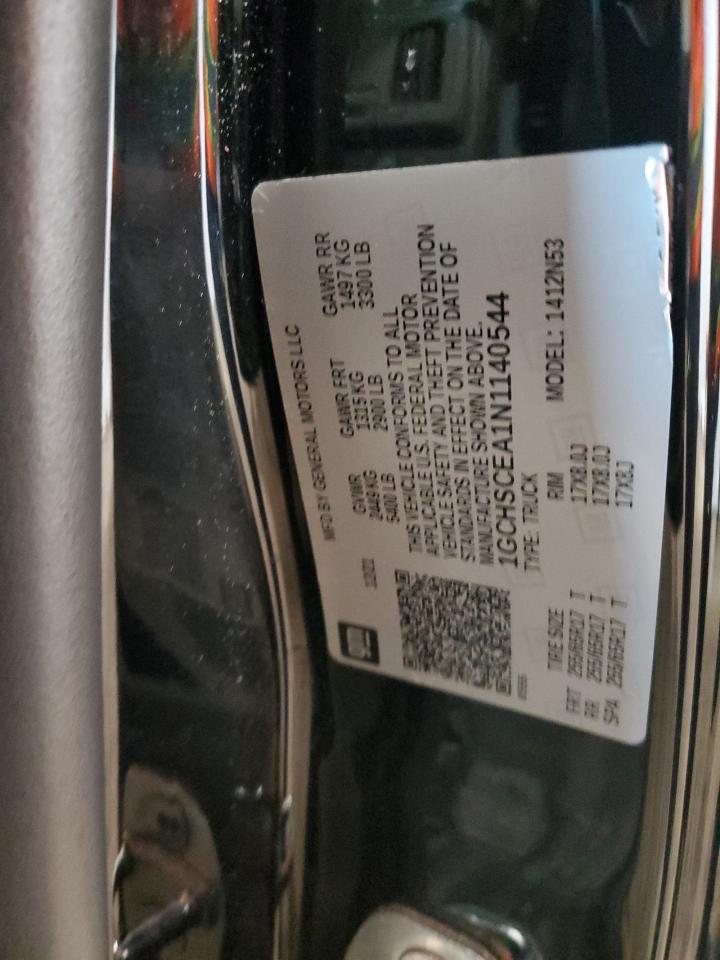 gm
MFD BY GENERAL MOTORS LLC
12/21 GVWR GAWR FRT GAWR RR
2449 KG 1315 KG 1497 KG
5400 LB 2900 LB 3300 LB
THIS VEHICLE CONFORMS TO ALL
APPLICABLE U.S. FEDERAL MOTOR
VEHICLE SAFETY AND THEFT PREVENTION
STANDARDS IN EFFECT ON THE DATE OF
MANUFACTURE SHOWN ABOVE.
1GCHSCEA1N1140544
TYPE: TRUCK
TIRE SIZE RIM MODEL: 1412N53
FRT 255/65R17 T 17X8.0J
RR 255/65R17 T 17X8.0J
SPA 255/65R17 T 17X8J